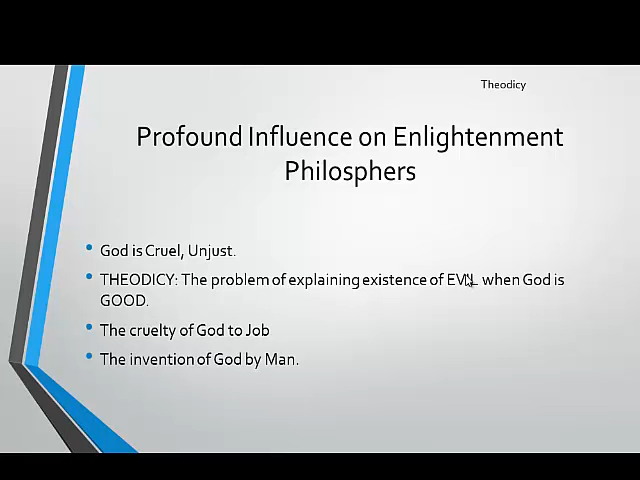 Theodicy
Profound Influence on Enlightenment
Philosphers
• God is Cruel, Unjust.
• THEODICY: The problem of explaining existence of EVIL when God is
GOOD.
• The cruelty of God to Job
• The invention of God by Man.